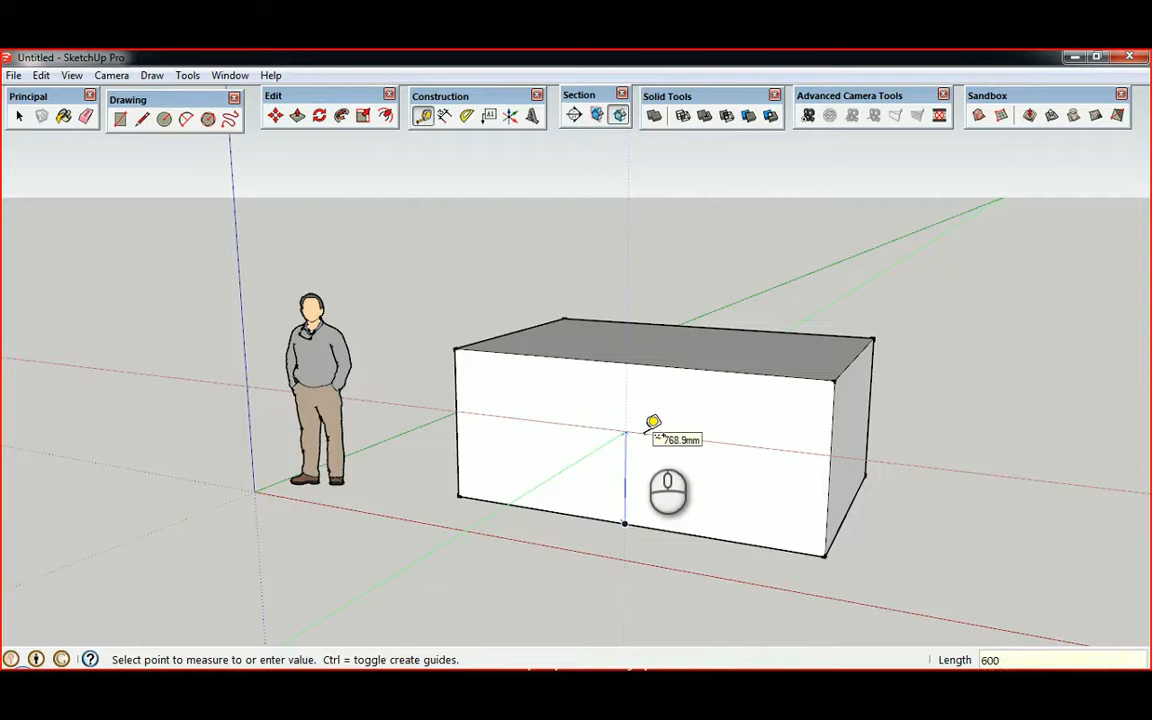 Untitled - SketchUp Pro
File Edit View Camera Draw Tools Window Help
Principal
Drawing
Edit
Construction
Section
Solid Tools
Advanced Camera Tools
Sandbox
A1
768.9mm
Select point to measure to or enter value. Ctrl = toggle create guides.
Length 600